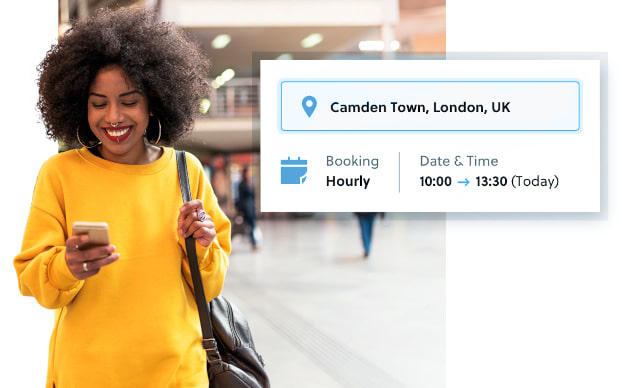 Camden Town, London, UK
Booking
Hourly
Date & Time
10:00 → 13:30 (Today)